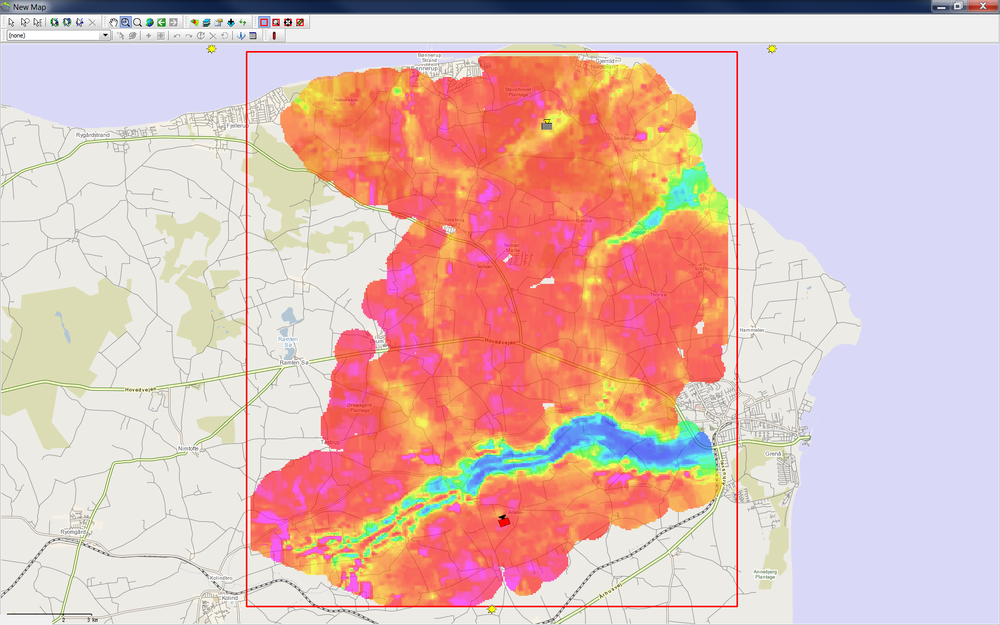 New Map
(none)
Bønnerup
Strand
Bønnerup
Gjerrild
Nordstrand
Stavnhoved
Plantage
Nederskov
Fjellerup
Rygårdstrand
Stokbro
Gjerrild
Glesborg
Rimsø
Veggerslev
Selkær
Mølle
Selkær
Voldby
Thorsø
Hammelev
Ramten
Sø
Ørum
Hovedvejen
Ramten Sø
Hovedvejen
Ørbækgård
Plantage
Testrup
Nimtofte
Grenå
Århusvej
Allelev
Ryomgård
Kolindbro
Annebjerg
Plantage
Århusvej
Kolind
2 3 KM